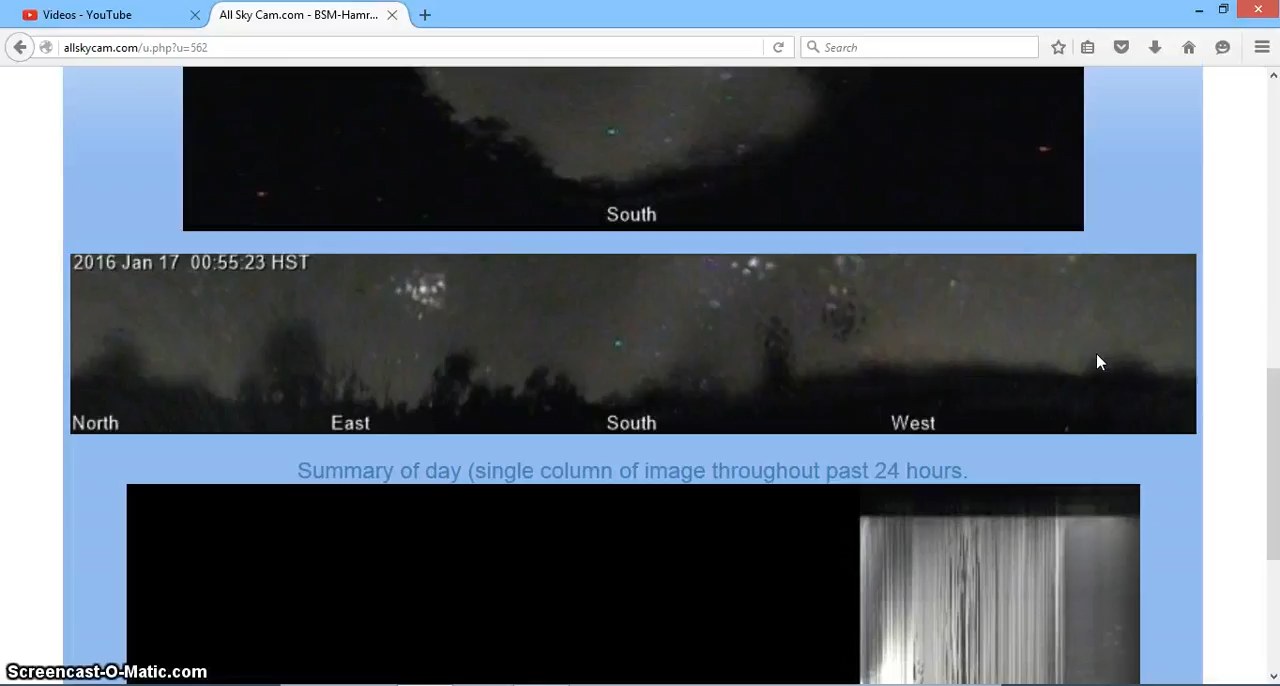 Videos - YouTube
All Sky Cam.com - BSM-Hamr...
allskycam.com/u.php?u=562
Search
South
2016 Jan 17 00:55:23 HST
North East South West
Summary of day (single column of image throughout past 24 hours.
Screencast-O-Matic.com